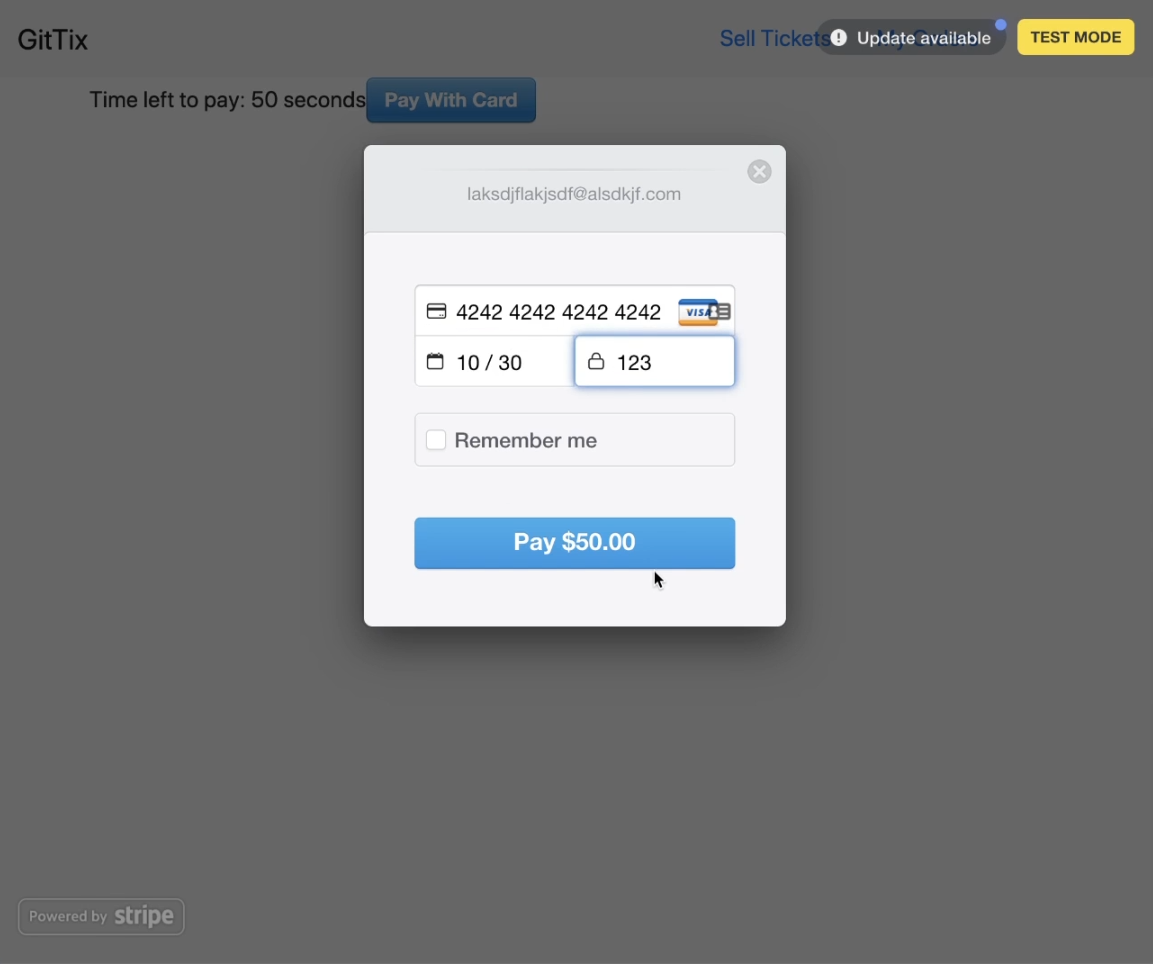 GitTix
Sell Tickets
Update available
TEST MODE
Time left to pay: 50 seconds
Pay With Card
laksdjflakjsdf@alsdkjf.com
4242 4242 4242 4242
VISA
10 / 30
123
Remember me
Pay $50.00
Powered by stripe